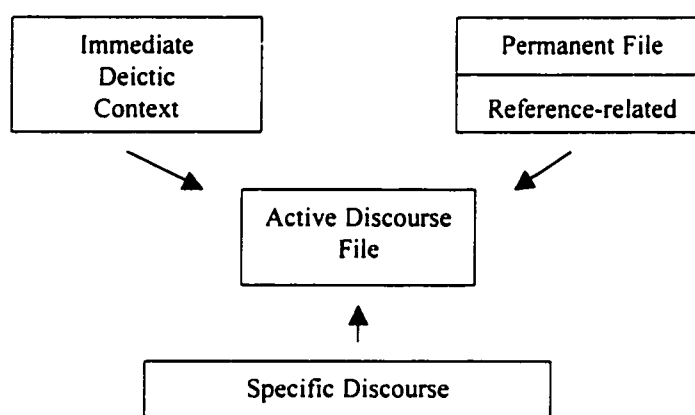 Immediate
Deictic
Context
Permanent File
Reference-related
Active Discourse
File
Specific Discourse